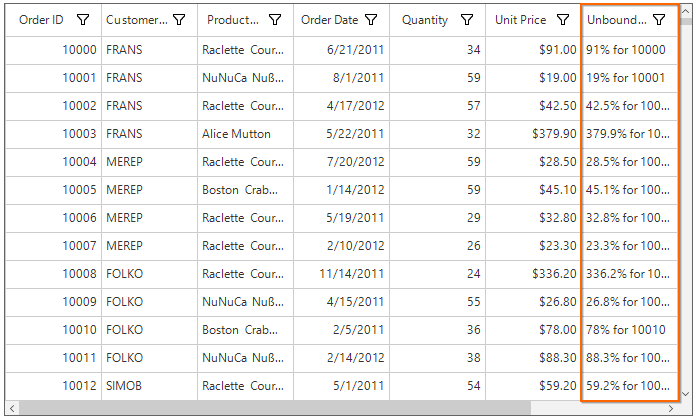 Order ID Customer... Product... Order Date Quantity Unit Price Unbound...
10000 FRANS Raclette Cour... 6/21/2011 34 $91.00 91% for 10000
10001 FRANS NuNuCa Nuß... 8/1/2011 59 $19.00 19% for 10001
10002 FRANS Raclette Cour... 4/17/2012 57 $42.50 42.5% for 100...
10003 FRANS Alice Mutton 5/22/2011 32 $379.90 379.9% for 10...
10004 MEREP Raclette Cour... 7/20/2012 59 $28.50 28.5% for 100...
10005 MEREP Boston Crab... 1/14/2012 59 $45.10 45.1% for 100...
10006 MEREP Raclette Cour... 5/19/2011 29 $32.80 32.8% for 100...
10007 MEREP Raclette Cour... 2/10/2012 26 $23.30 23.3% for 100...
10008 FOLKO Raclette Cour... 11/14/2011 24 $336.20 336.2% for 10...
10009 FOLKO NuNuCa Nuß... 4/15/2011 55 $26.80 26.8% for 100...
10010 FOLKO Boston Crab... 2/5/2011 36 $78.00 78% for 10010
10011 FOLKO NuNuCa Nuß... 2/14/2012 38 $88.30 88.3% for 100...
10012 SIMOB Raclette Cour... 5/1/2011 54 $59.20 59.2% for 100...